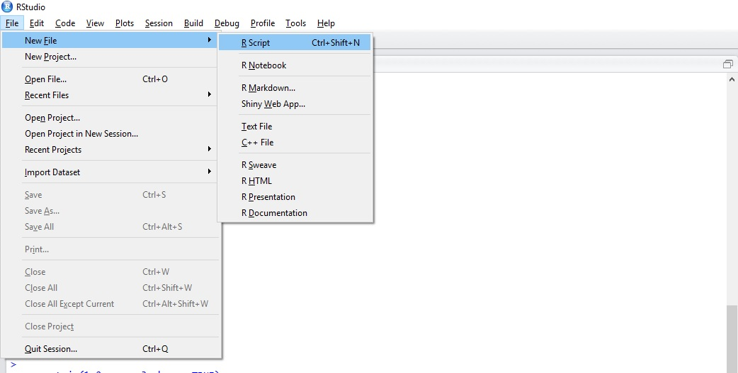 RStudio
File Edit Code View Plots Session Build Debug Profile Tools Help
New File
New Project...
Open File... Ctrl+O
Recent Files
Open Project...
Open Project in New Session...
Recent Projects
Import Dataset
Save Ctrl+S
Save As...
Save All Ctrl+Alt+S
Print...
Close Ctrl+W
Close All Ctrl+Shift+W
Close All Except Current Ctrl+Alt+Shift+W
Close Project
Quit Session... Ctrl+Q
R Script Ctrl+Shift+N
R Notebook
R Markdown...
Shiny Web App...
Text File
C++ File
R Sweave
R HTML
R Presentation
R Documentation
>